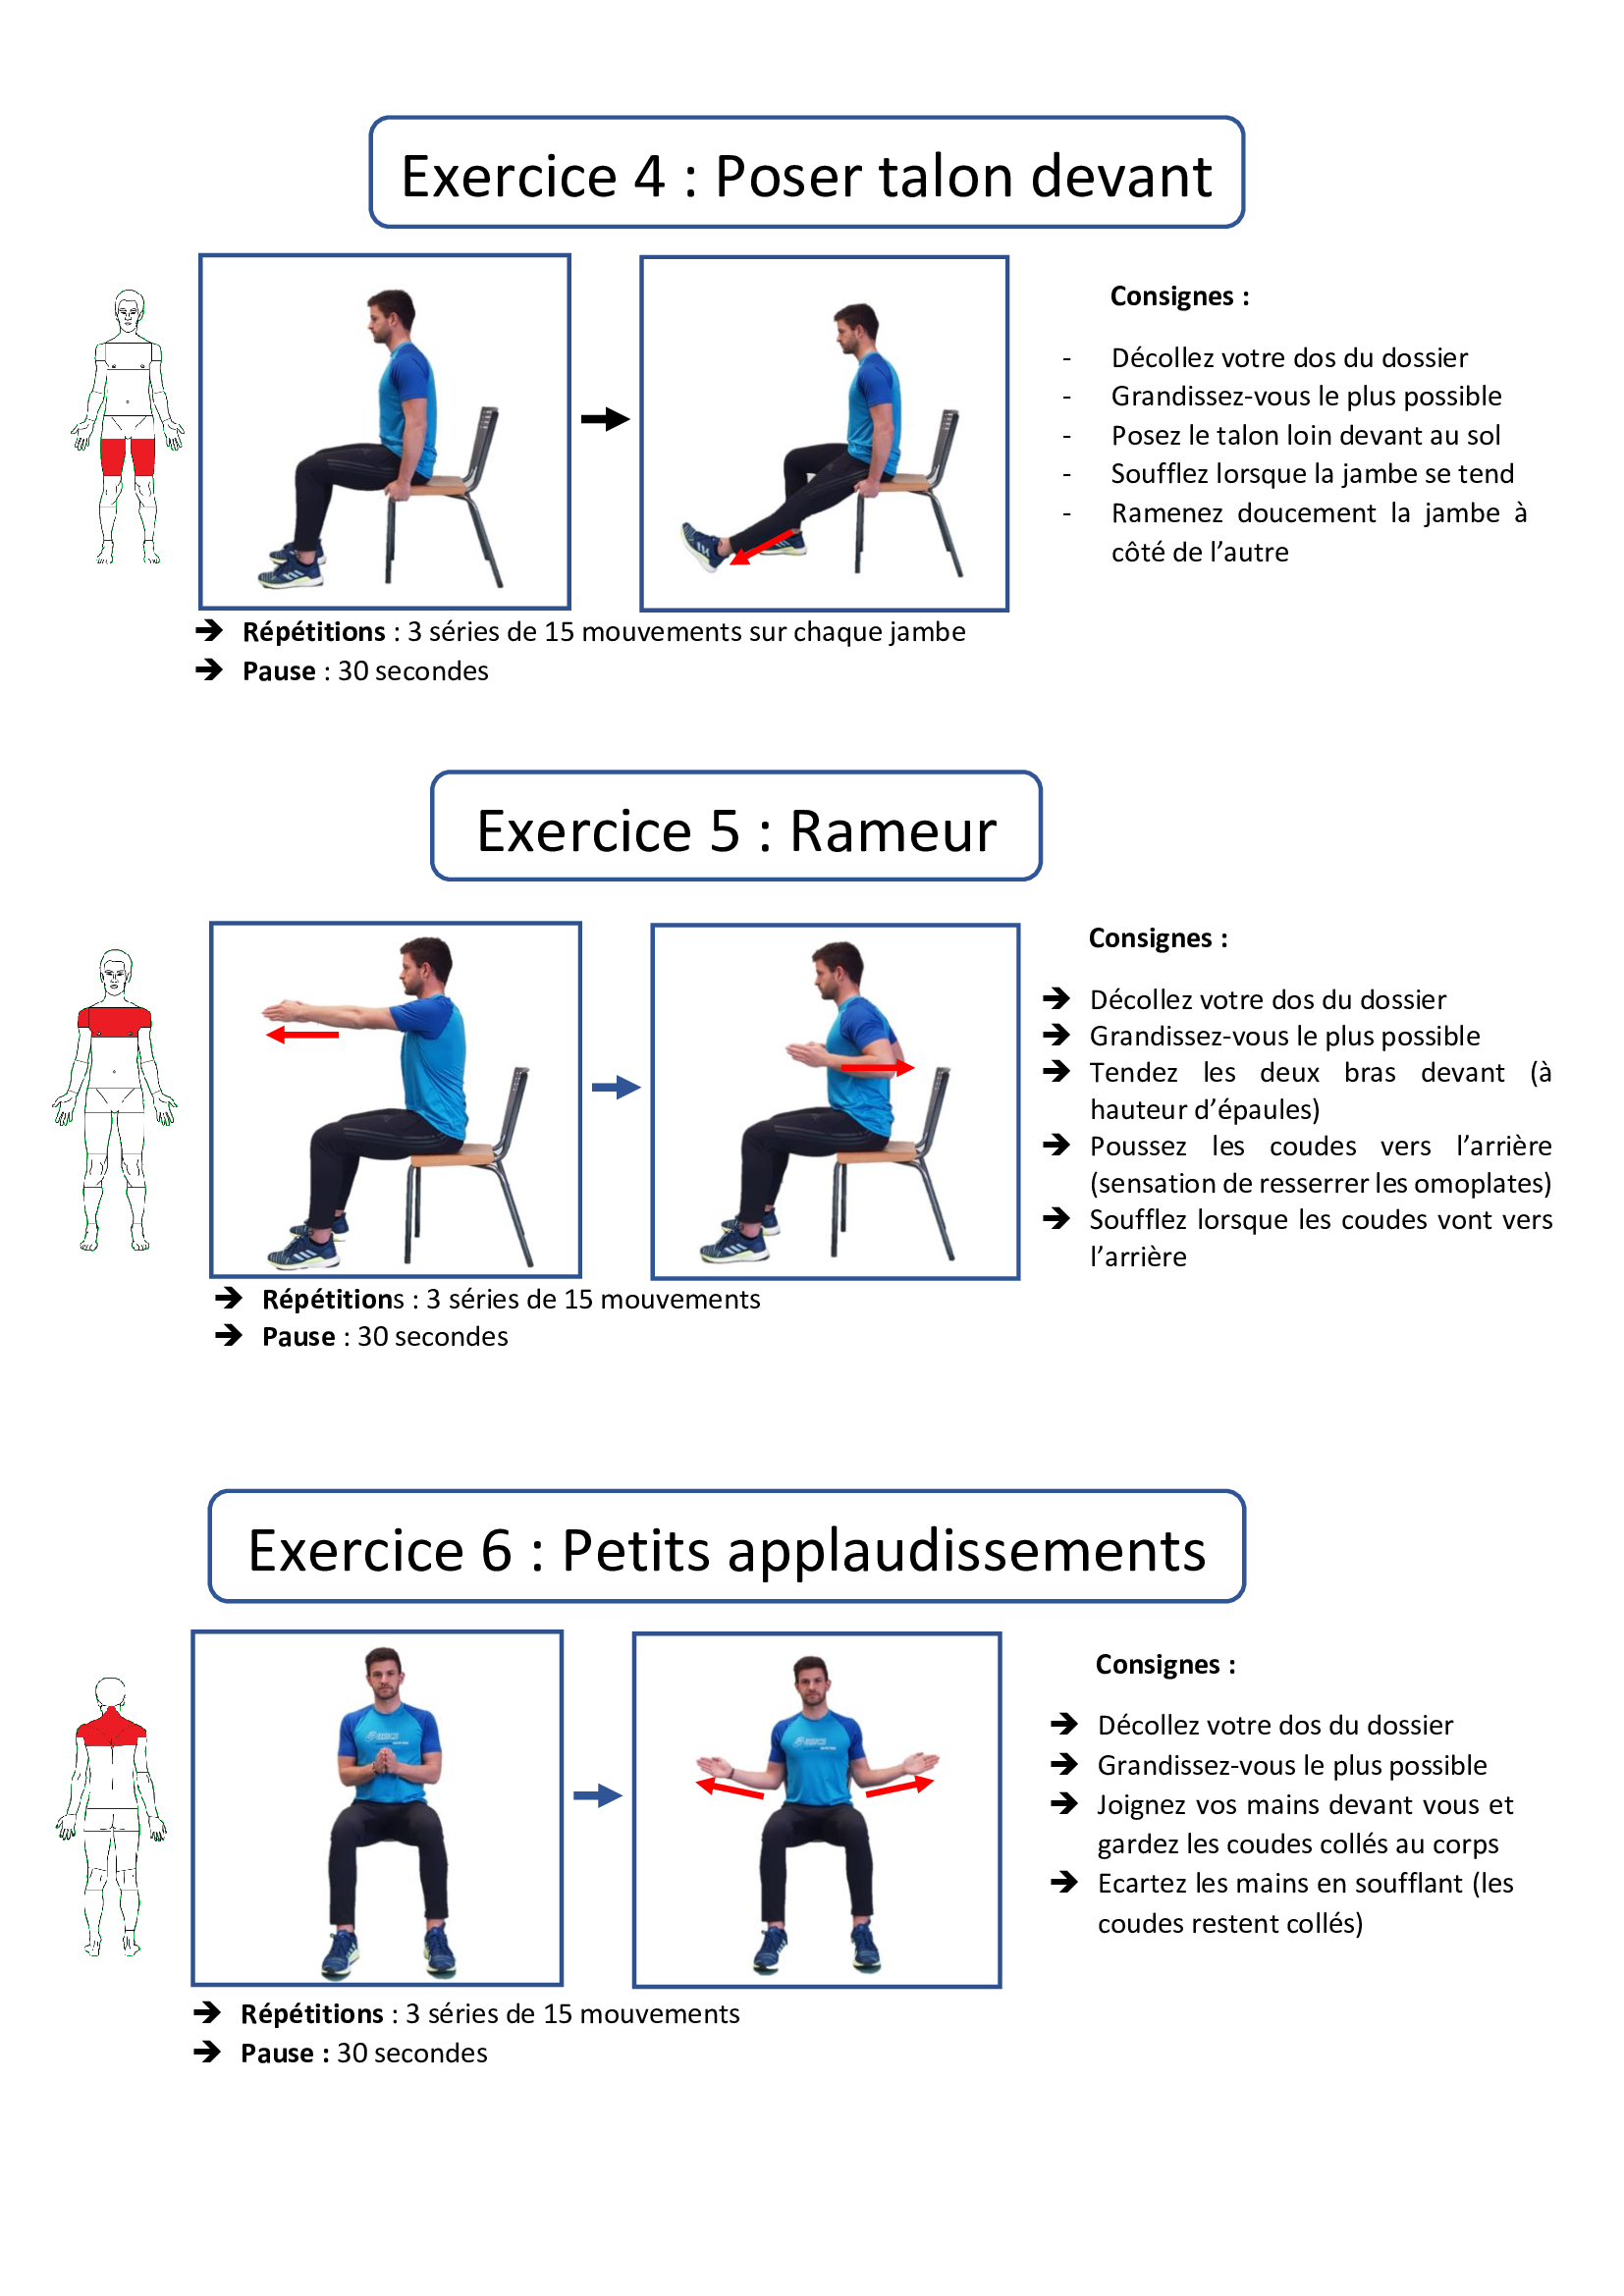 Exercice 4 : Poser talon devant
Consignes :
- Décollez votre dos du dossier
- Grandissez-vous le plus possible
- Posez le talon loin devant au sol
- Soufflez lorsque la jambe se tend
- Ramenez doucement la jambe à
côté de l’autre
➔ Répétitions : 3 séries de 15 mouvements sur chaque jambe
➔ Pause : 30 secondes
Exercice 5 : Rameur
Consignes :
➔ Décollez votre dos du dossier
➔ Grandissez-vous le plus possible
➔ Tendez les deux bras devant (à
hauteur d’épaules)
➔ Poussez les coudes vers l’arrière
(sensation de resserrer les omoplates)
➔ Soufflez lorsque les coudes vont vers
l’arrière
➔ Répétitions : 3 séries de 15 mouvements
➔ Pause : 30 secondes
Exercice 6 : Petits applaudissements
Consignes :
➔ Décollez votre dos du dossier
➔ Grandissez-vous le plus possible
➔ Joignez vos mains devant vous et
gardez les coudes collés au corps
➔ Ecartez les mains en soufflant (les
coudes restent collés)
➔ Répétitions : 3 séries de 15 mouvements
➔ Pause : 30 secondes